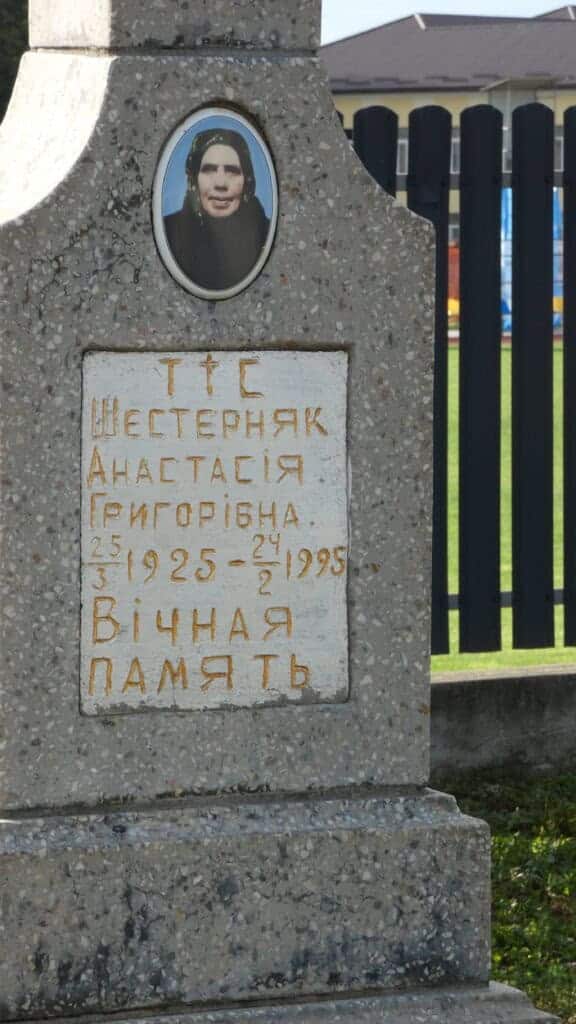 Т † С
ШЕСТЕРНЯК
АНАСТАСІЯ
ГРИГОРІВНА.
25/3 1925 - 24/2 1995
ВІЧНАЯ
ПАМЯТЬ